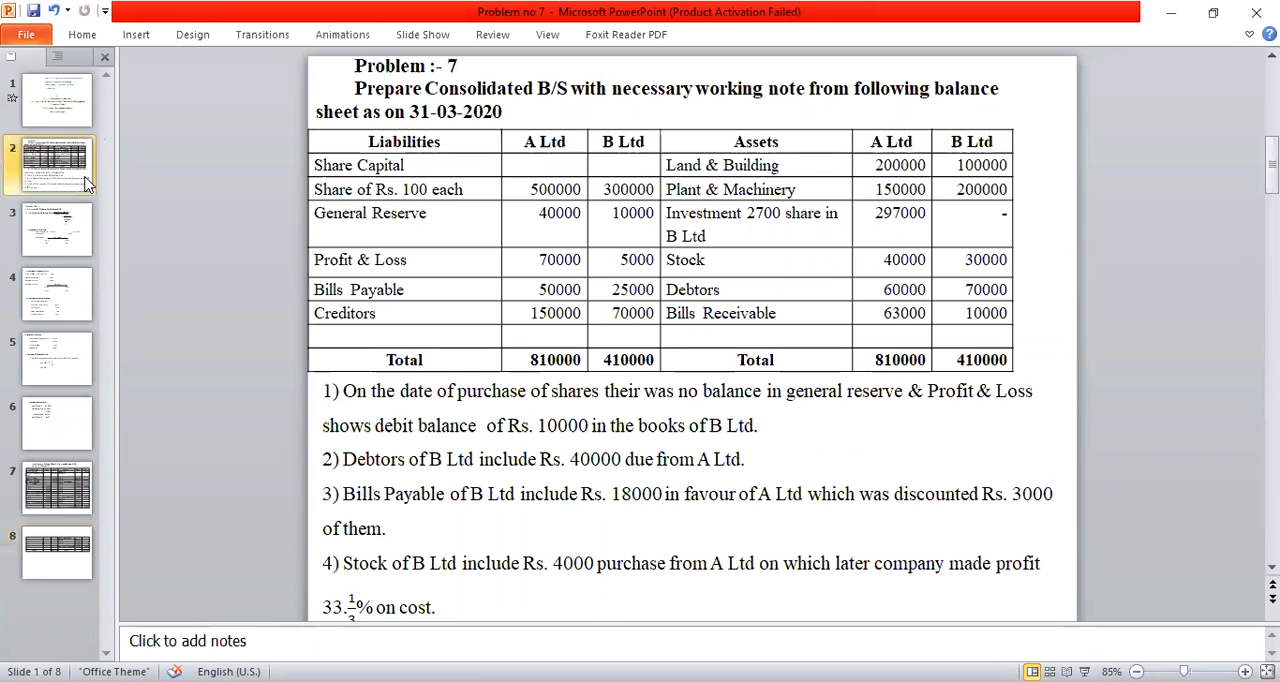 Problem no 7 - Microsoft PowerPoint (Product Activation Failed)
File Home Insert Design Transitions Animations Slide Show Review View Foxit Reader PDF
1
2
3
4
5
6
7
8
Problem :- 7
Prepare Consolidated B/S with necessary working note from following balance
sheet as on 31-03-2020
Liabilities A Ltd B Ltd Assets A Ltd B Ltd
Share Capital Land & Building 200000 100000
Share of Rs. 100 each 500000 300000 Plant & Machinery 150000 200000
General Reserve 40000 10000 Investment 2700 share in 297000 -
B Ltd
Profit & Loss 70000 5000 Stock 40000 30000
Bills Payable 50000 25000 Debtors 60000 70000
Creditors 150000 70000 Bills Receivable 63000 10000
Total 810000 410000 Total 810000 410000
1) On the date of purchase of shares their was no balance in general reserve & Profit & Loss
shows debit balance of Rs. 10000 in the books of B Ltd.
2) Debtors of B Ltd include Rs. 40000 due from A Ltd.
3) Bills Payable of B Ltd include Rs. 18000 in favour of A Ltd which was discounted Rs. 3000
of them.
4) Stock of B Ltd include Rs. 4000 purchase from A Ltd on which later company made profit
33.1/3% on cost.
Click to add notes
Slide 1 of 8 "Office Theme" English (U.S.) 85%